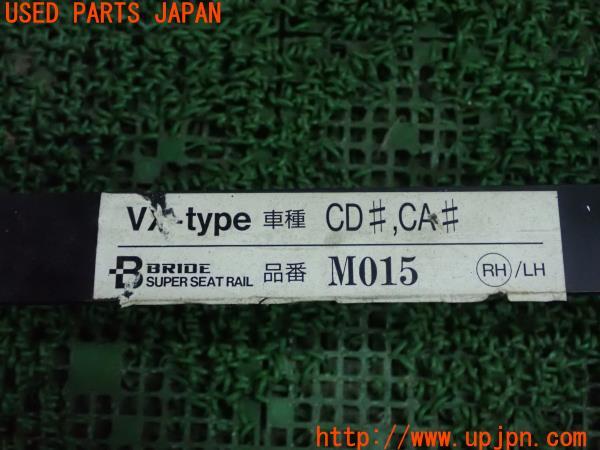 USED PARTS JAPAN
VX-type 車種 CD#,CA#
B BRIDE SUPER SEAT RAIL 品番 M015 RH/LH
http://www.upjpn.com/